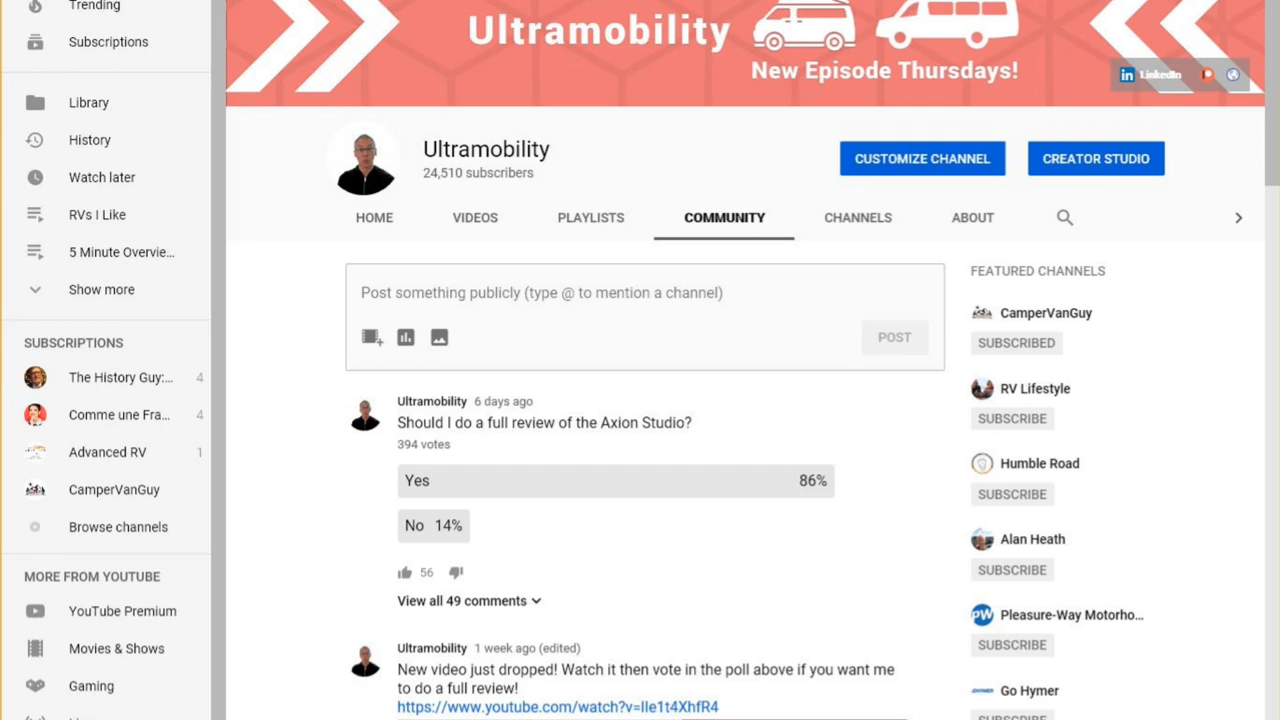 Trending
Subscriptions
Library
History
Watch later
RVs I Like
5 Minute Overvie...
Show more
SUBSCRIPTIONS
The History Guy:... 4
Comme une Fra... 4
Advanced RV 1
CamperVanGuy
Browse channels
MORE FROM YOUTUBE
YouTube Premium
Movies & Shows
Gaming
Ultramobility
New Episode Thursdays!
in LinkedIn
Ultramobility
24,510 subscribers
CUSTOMIZE CHANNEL
CREATOR STUDIO
HOME VIDEOS PLAYLISTS COMMUNITY CHANNELS ABOUT
Post something publicly (type @ to mention a channel)
POST
Ultramobility 6 days ago
Should I do a full review of the Axion Studio?
394 votes
Yes 86%
No 14%
56
View all 49 comments
Ultramobility 1 week ago (edited)
New video just dropped! Watch it then vote in the poll above if you want me
to do a full review!
https://www.youtube.com/watch?v=lIe1t4XhfR4
FEATURED CHANNELS
CamperVanGuy
SUBSCRIBED
RV Lifestyle
SUBSCRIBE
Humble Road
SUBSCRIBE
Alan Heath
SUBSCRIBE
pw Pleasure-Way Motorho...
SUBSCRIBE
Go Hymer
SUBSCRIBE